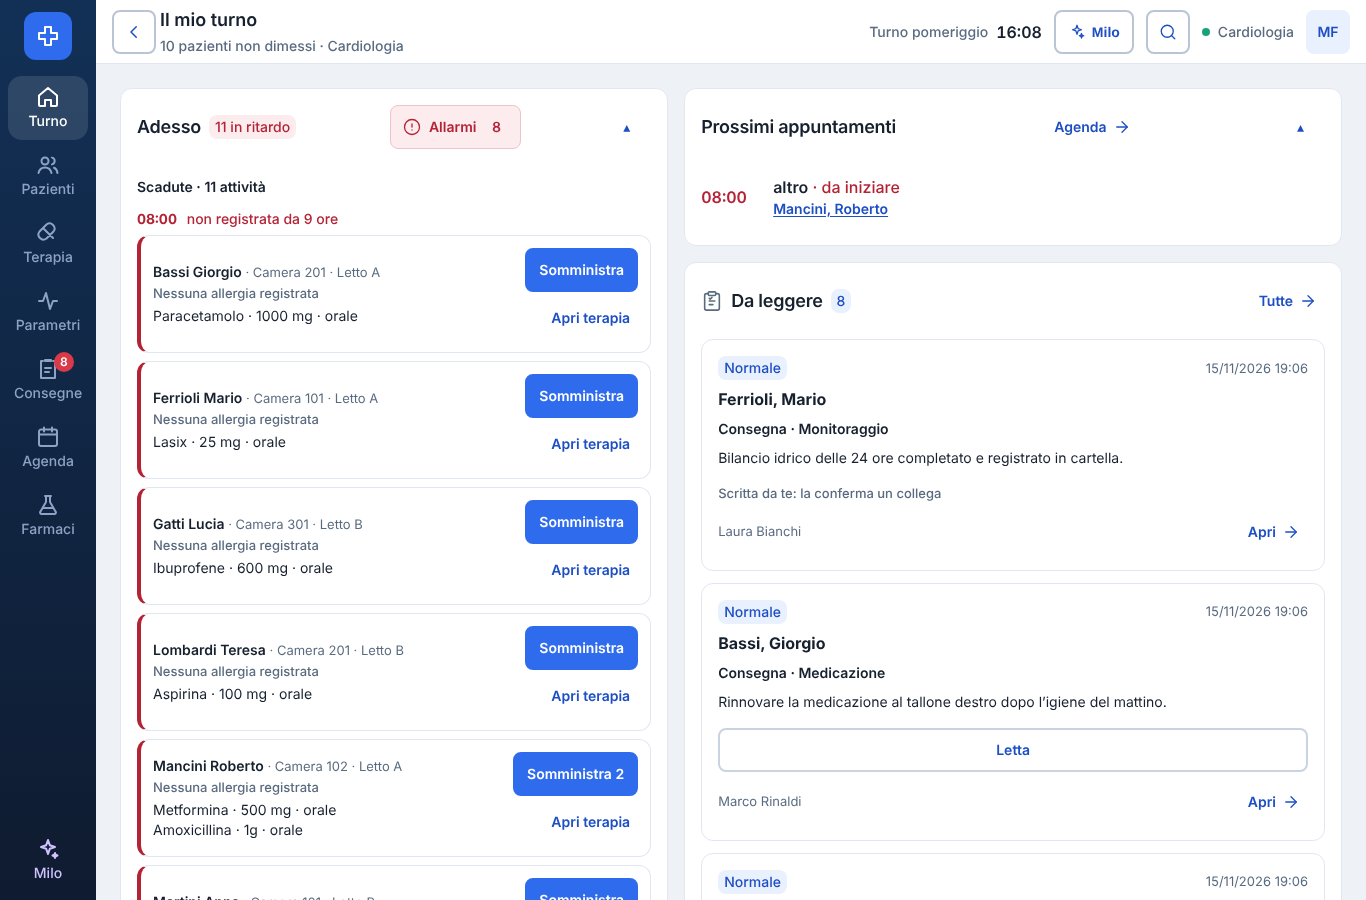 Turno
Pazienti
Terapia
Parametri
8
Consegne
Agenda
Farmaci
Milo
Il mio turno
10 pazienti non dimessi · Cardiologia
Turno pomeriggio 16:08
Milo
Cardiologia
MF
Adesso
11 in ritardo
Allarmi 8
▲
Scadute · 11 attività
08:00 non registrata da 9 ore
Bassi Giorgio · Camera 201 · Letto A
Nessuna allergia registrata
Paracetamolo · 1000 mg · orale
Somministra
Apri terapia
Ferrioli Mario · Camera 101 · Letto A
Nessuna allergia registrata
Lasix · 25 mg · orale
Somministra
Apri terapia
Gatti Lucia · Camera 301 · Letto B
Nessuna allergia registrata
Ibuprofene · 600 mg · orale
Somministra
Apri terapia
Lombardi Teresa · Camera 201 · Letto B
Nessuna allergia registrata
Aspirina · 100 mg · orale
Somministra
Apri terapia
Mancini Roberto · Camera 102 · Letto A
Nessuna allergia registrata
Metformina · 500 mg · orale
Amoxicillina · 1g · orale
Somministra 2
Apri terapia
Somministra
Prossimi appuntamenti
Agenda
▲
08:00
altro · da iniziare
Mancini, Roberto
Da leggere 8
Tutte
Normale
15/11/2026 19:06
Ferrioli, Mario
Consegna · Monitoraggio
Bilancio idrico delle 24 ore completato e registrato in cartella.
Scritta da te: la conferma un collega
Laura Bianchi
Apri
Normale
15/11/2026 19:06
Bassi, Giorgio
Consegna · Medicazione
Rinnovare la medicazione al tallone destro dopo l'igiene del mattino.
Letta
Marco Rinaldi
Apri
Normale
15/11/2026 19:06